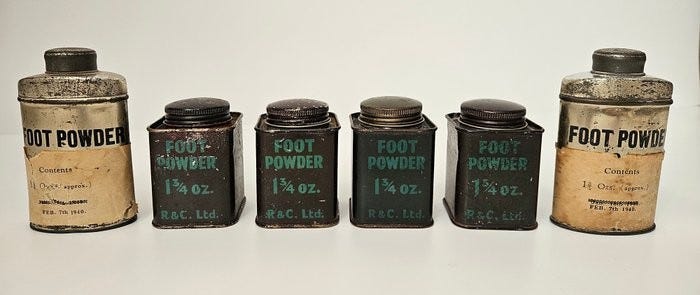 FOOT POWDER
Contents
Ozs. (approx.)
FEB. 7th 1940.
FOOT
POWDER
1¾ oz.
R & C. Ltd.
FOOT
POWDER
1¾ oz.
R & C. Ltd.
FOOT
POWDER
1¾ oz.
R & C. Ltd.
FOOT
POWDER
1¾ oz.
R & C. Ltd.
FOOT POWDE
Contents
Ozs. (approx.)
FEB. 7th 1940.